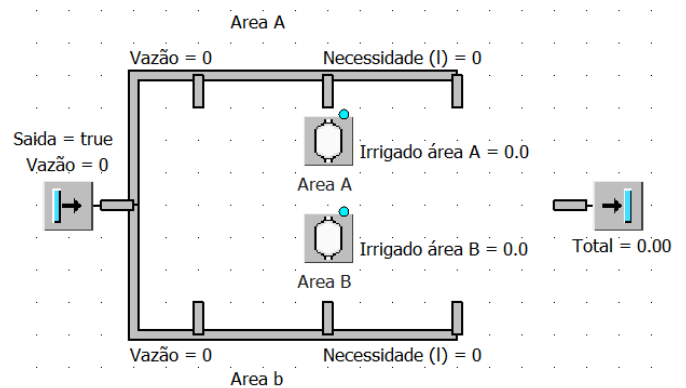 Area A
Vazão = 0
Necessidade (l) = 0
Saida = true
Vazão = 0
Irrigado área A = 0.0
Area A
Irrigado área B = 0.0
Total = 0.00
Area B
Vazão = 0
Necessidade (l) = 0
Area b